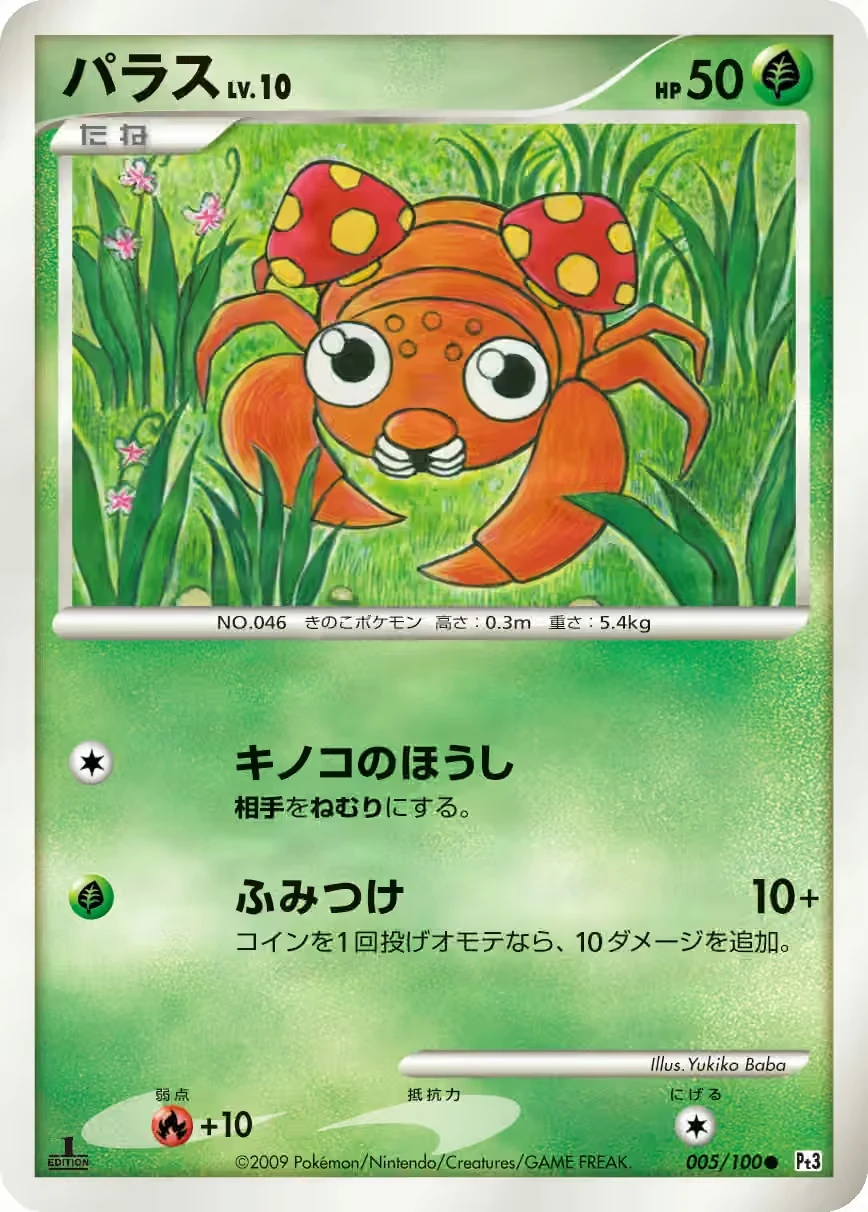 パラス LV.10 HP 50
たね
NO.046 きのこポケモン 高さ:0.3m 重さ:5.4kg
キノコのほうし
相手をねむりにする。
ふみつけ 10+
コインを1回投げオモテなら、10ダメージを追加。
Illus.Yukiko Baba
弱点 抵抗力 にげる
+10
1 EDITION
©2009 Pokémon/Nintendo/Creatures/GAME FREAK. 005/100 Pt3